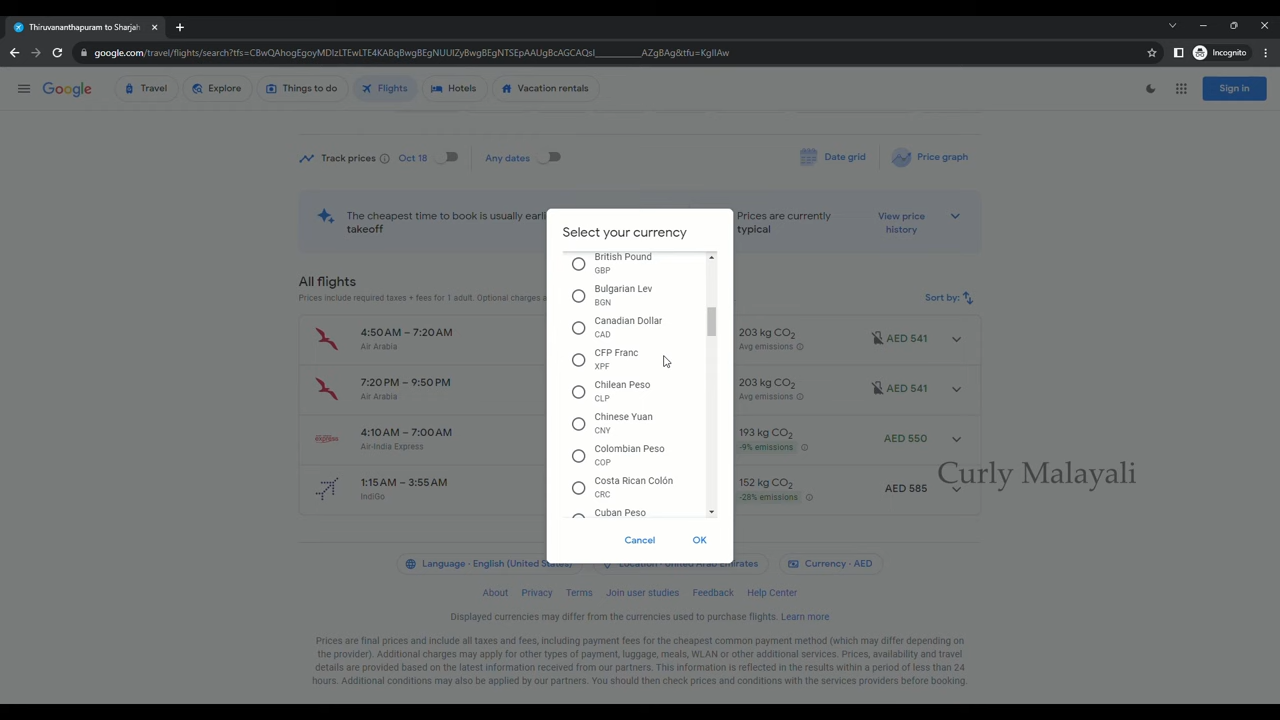 Thiruvananthapuram to Sharjah
google.com/travel/flights/search?tfs=CBwQAhogEgoyMDIzLTEwLTE4KABqBwgBEgNUUlZyBwgBEgNTSEpAAUgBcAGCAQsI___________AZgBAg&tfu=KgIIAw
Incognito
Google
Travel
Explore
Things to do
Flights
Hotels
Vacation rentals
Sign in
Track prices
Oct 18
Any dates
Date grid
Price graph
The cheapest time to book is usually earli
takeoff
Prices are currently
typical
View price
history
All flights
Prices include required taxes + fees for 1 adult. Optional charges a
Sort by:
4:50 AM – 7:20 AM
Air Arabia
203 kg CO2
Avg emissions
AED 541
7:20 PM – 9:50 PM
Air Arabia
203 kg CO2
Avg emissions
AED 541
4:10 AM – 7:00 AM
Air-India Express
193 kg CO2
-9% emissions
AED 550
1:15 AM – 3:55 AM
IndiGo
152 kg CO2
-28% emissions
AED 585
Curly Malayali
Select your currency
British Pound
GBP
Bulgarian Lev
BGN
Canadian Dollar
CAD
CFP Franc
XPF
Chilean Peso
CLP
Chinese Yuan
CNY
Colombian Peso
COP
Costa Rican Colón
CRC
Cuban Peso
Cancel
OK
Language · English (United States)
Location · United Arab Emirates
Currency · AED
About
Privacy
Terms
Join user studies
Feedback
Help Center
Displayed currencies may differ from the currencies used to purchase flights. Learn more
Prices are final prices and include all taxes and fees, including payment fees for the cheapest common payment method (which may differ depending on
the provider). Additional charges may apply for other types of payment, luggage, meals, WLAN or other additional services. Prices, availability and travel
details are provided based on the latest information received from our partners. This information is reflected in the results within a period of less than 24
hours. Additional conditions may also be applied by our partners. You should then check prices and conditions with the services providers before booking.